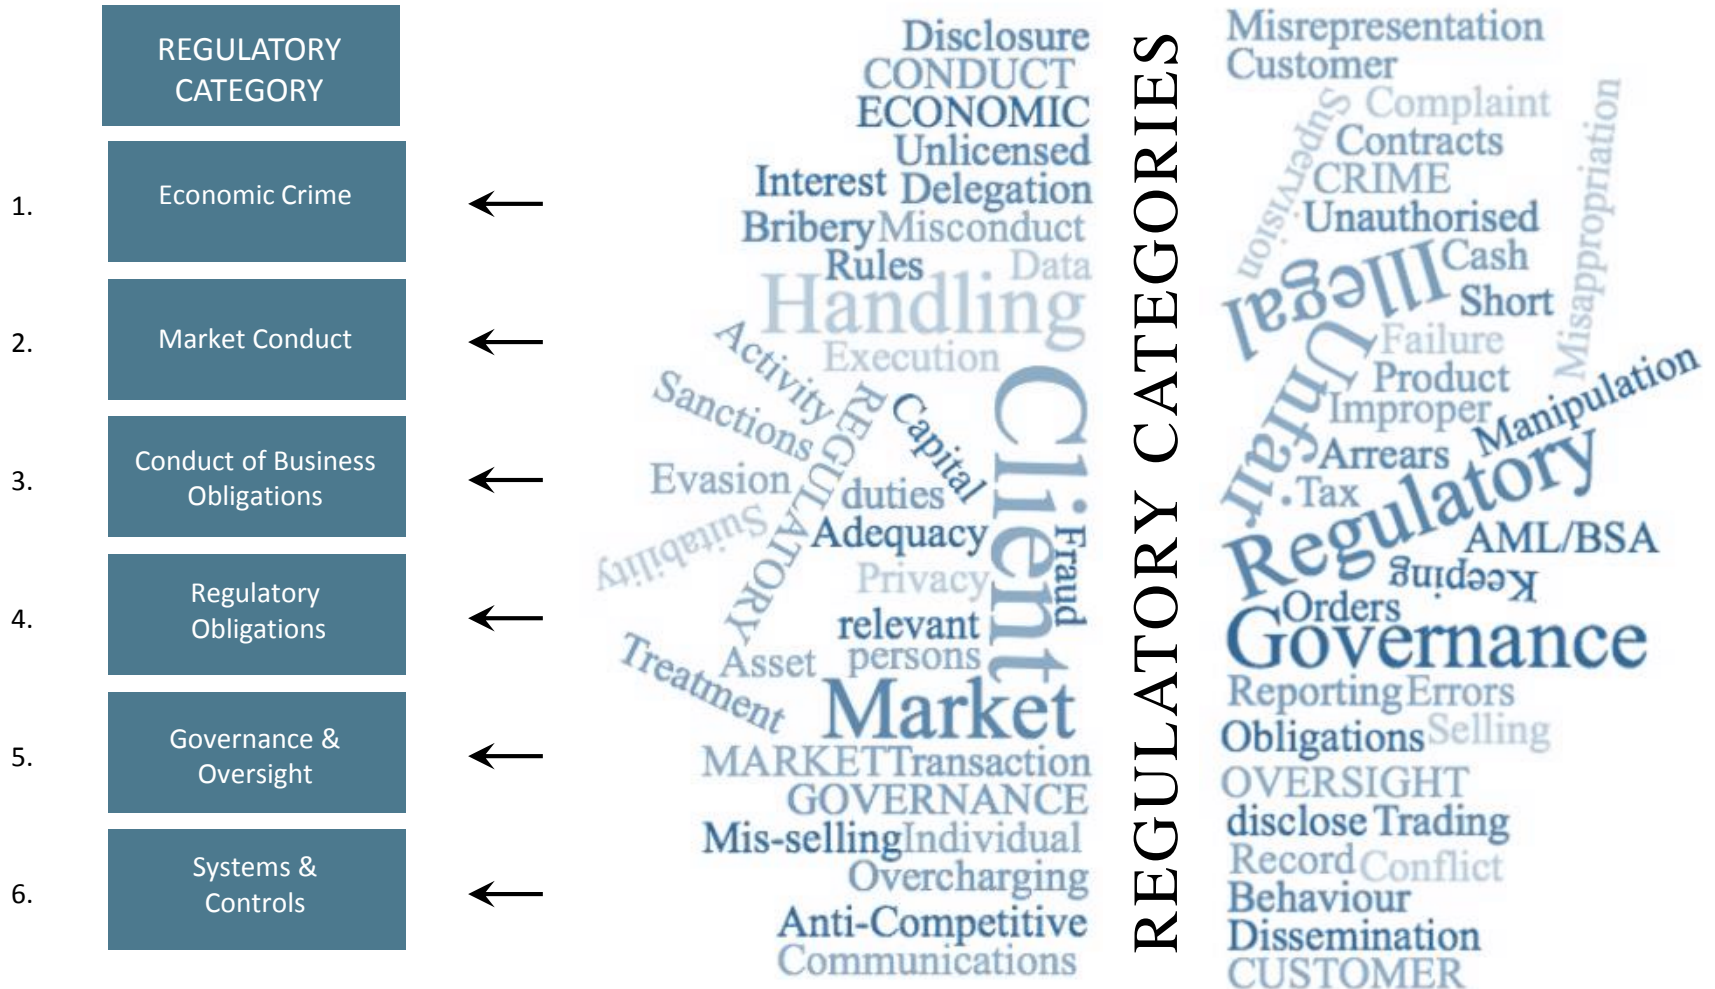 REGULATORY
CATEGORY
1.
Economic Crime
2.
Market Conduct
3.
Conduct of Business
Obligations
4.
Regulatory
Obligations
5.
Governance &
Oversight
6.
Systems &
Controls
Disclosure
CONDUCT
ECONOMIC
Unlicensed
Interest Delegation
Bribery Misconduct
Rules Data
Handling
Activity Execution
Sanctions
REGULATORY
Capital
Client
Evasion duties
Suitability
Adequacy
Fraud
Privacy
relevant
Treatment
Asset persons
Market
MARKET Transaction
GOVERNANCE
Mis-selling Individual
Overcharging
Anti-Competitive
Communications
REGULATORY CATEGORIES
Misrepresentation
Customer
Supervision
Complaint
Misappropriation
Contracts
CRIME
Unauthorised
Illegal
Cash
Short
Unfair
Failure
Product
Improper
Manipulation
Arrears
Tax
Regulatory
AML/BSA
Keeping
Orders
Governance
Reporting Errors
Obligations Selling
OVERSIGHT
disclose Trading
Record Conflict
Behaviour
Dissemination
CUSTOMER